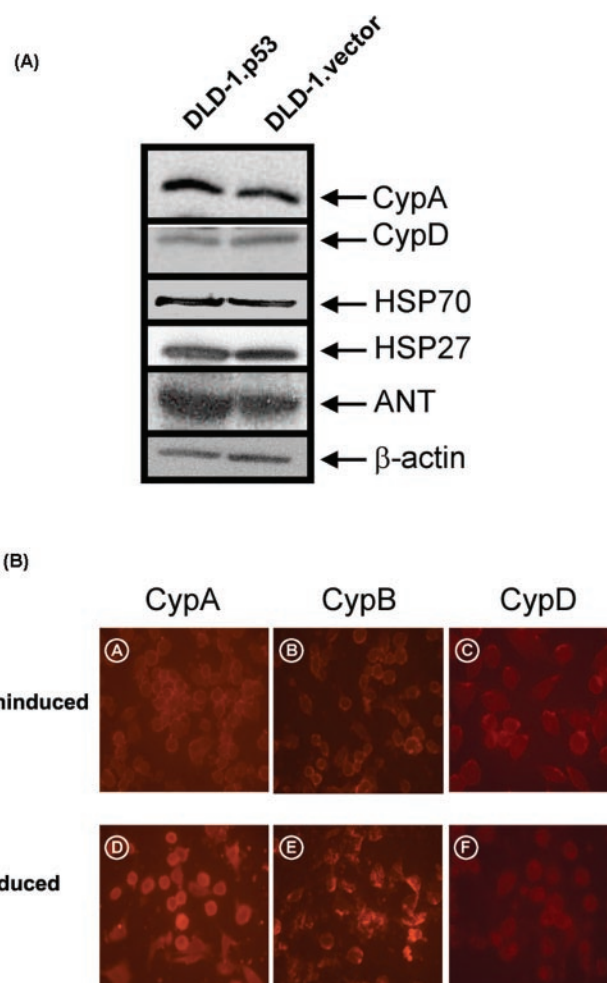 (A)
DLD-1.p53
DLD-1.vector
CypA
CypD
HSP70
HSP27
ANT
β-actin
(B)
CypA
CypB
CypD
A
B
C
ninduced
D
E
F
duced